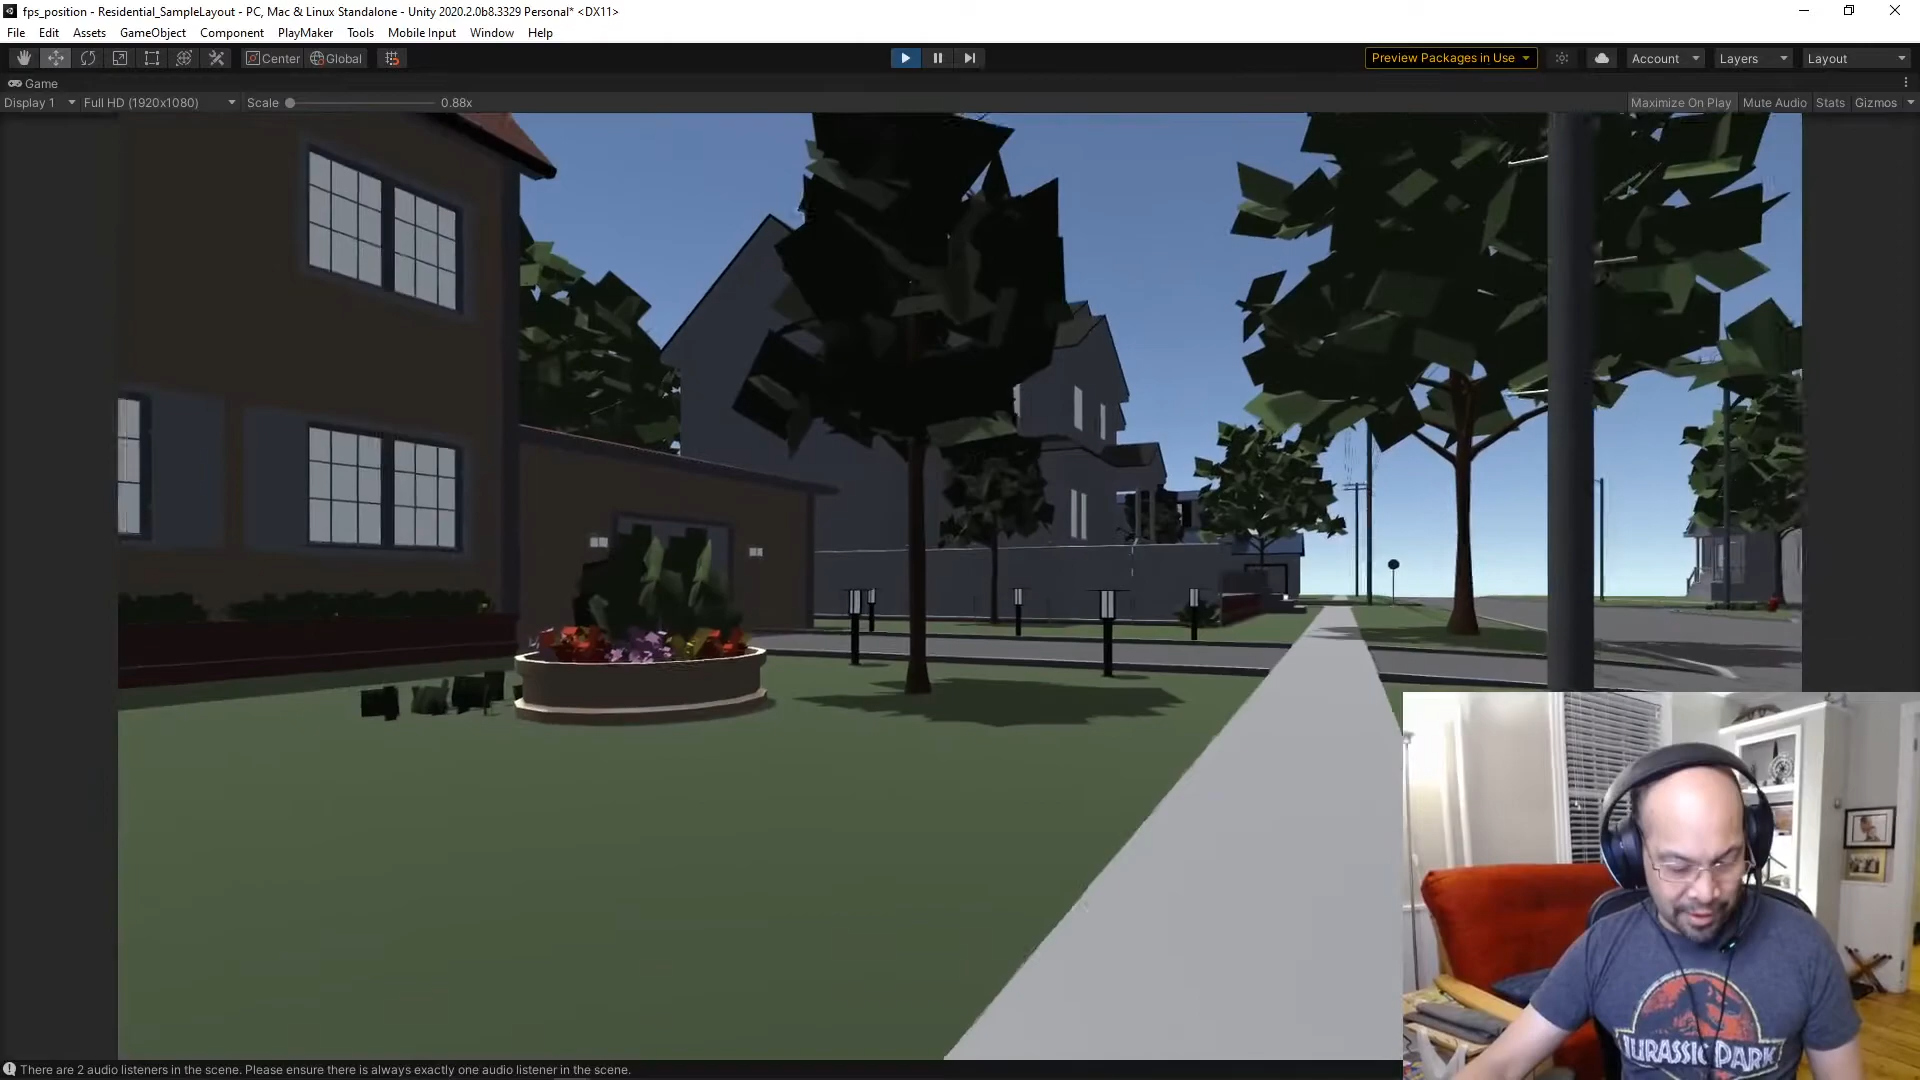 fps_position - Residential_SampleLayout - PC, Mac & Linux Standalone - Unity 2020.2.0b8.3329 Personal* <DX11>
File Edit Assets GameObject Component PlayMaker Tools Mobile Input Window Help
Center Global Preview Packages in Use Account Layers Layout
Game
Display 1 Full HD (1920x1080) Scale 0.88x Maximize On Play Mute Audio Stats Gizmos
JURASSIC PARK
There are 2 audio listeners in the scene. Please ensure there is always exactly one audio listener in the scene.